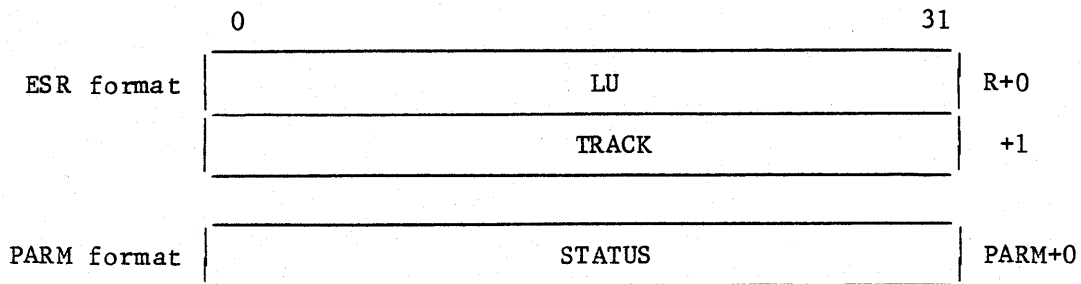 0 31
ESR format LU R+0
TRACK +1
PARM format STATUS PARM+0